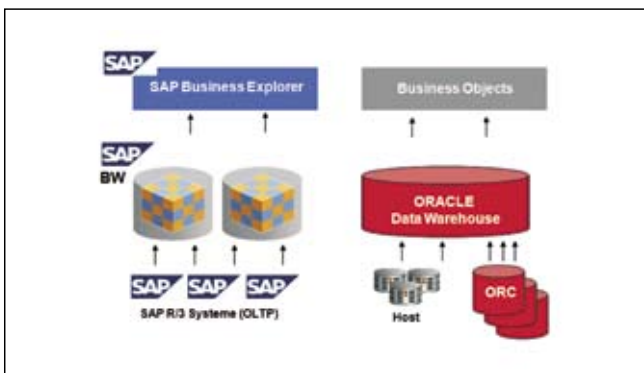 SAP
SAP Business Explorer
SAP
BW
SAP SAP SAP
SAP R/3 Systeme (OLTP)
Business Objects
ORACLE
Data Warehouse
Host
ORC